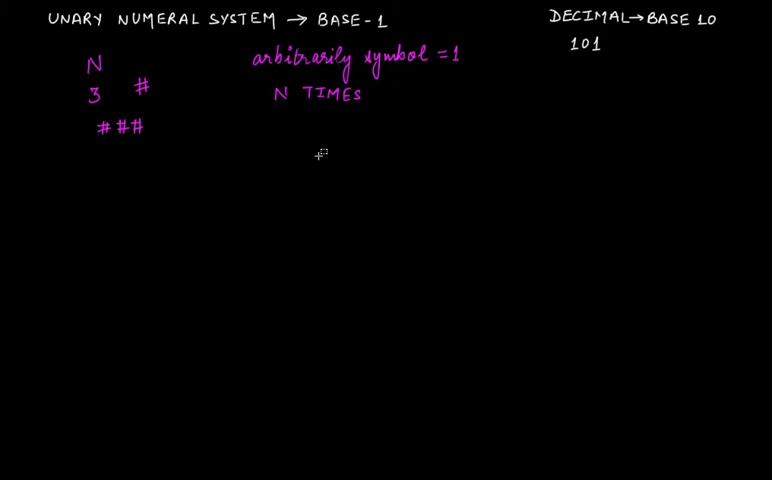 UNARY NUMERAL SYSTEM → BASE-1
DECIMAL→BASE 10
101
N
arbitrarily symbol = 1
3 #
N TIMES
###